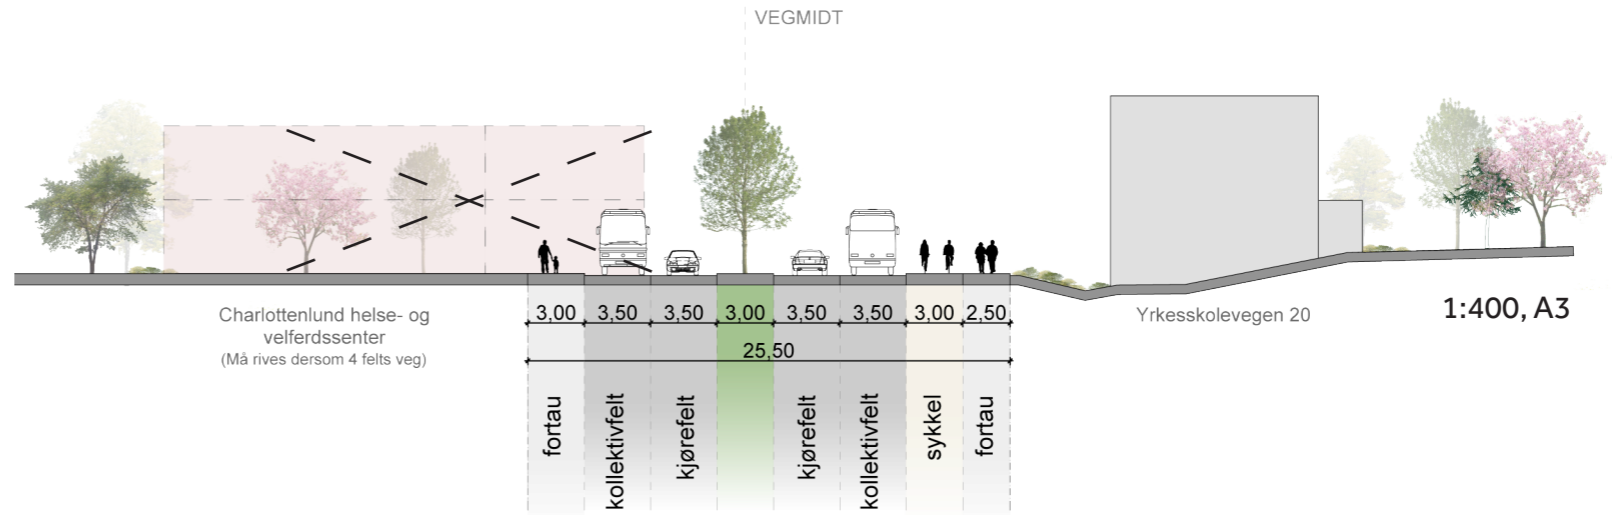 VEGMIDT
3,00 3,50 3,50 3,00 3,50 3,50 3,00 2,50
25,50
Charlottenlund helse- og
velferdssenter
(Må rives dersom 4 felts veg)
Yrkesskolevegen 20
1:400, A3
fortau
kollektivfelt
kjørefelt
kjørefelt
kollektivfelt
sykkel
fortau